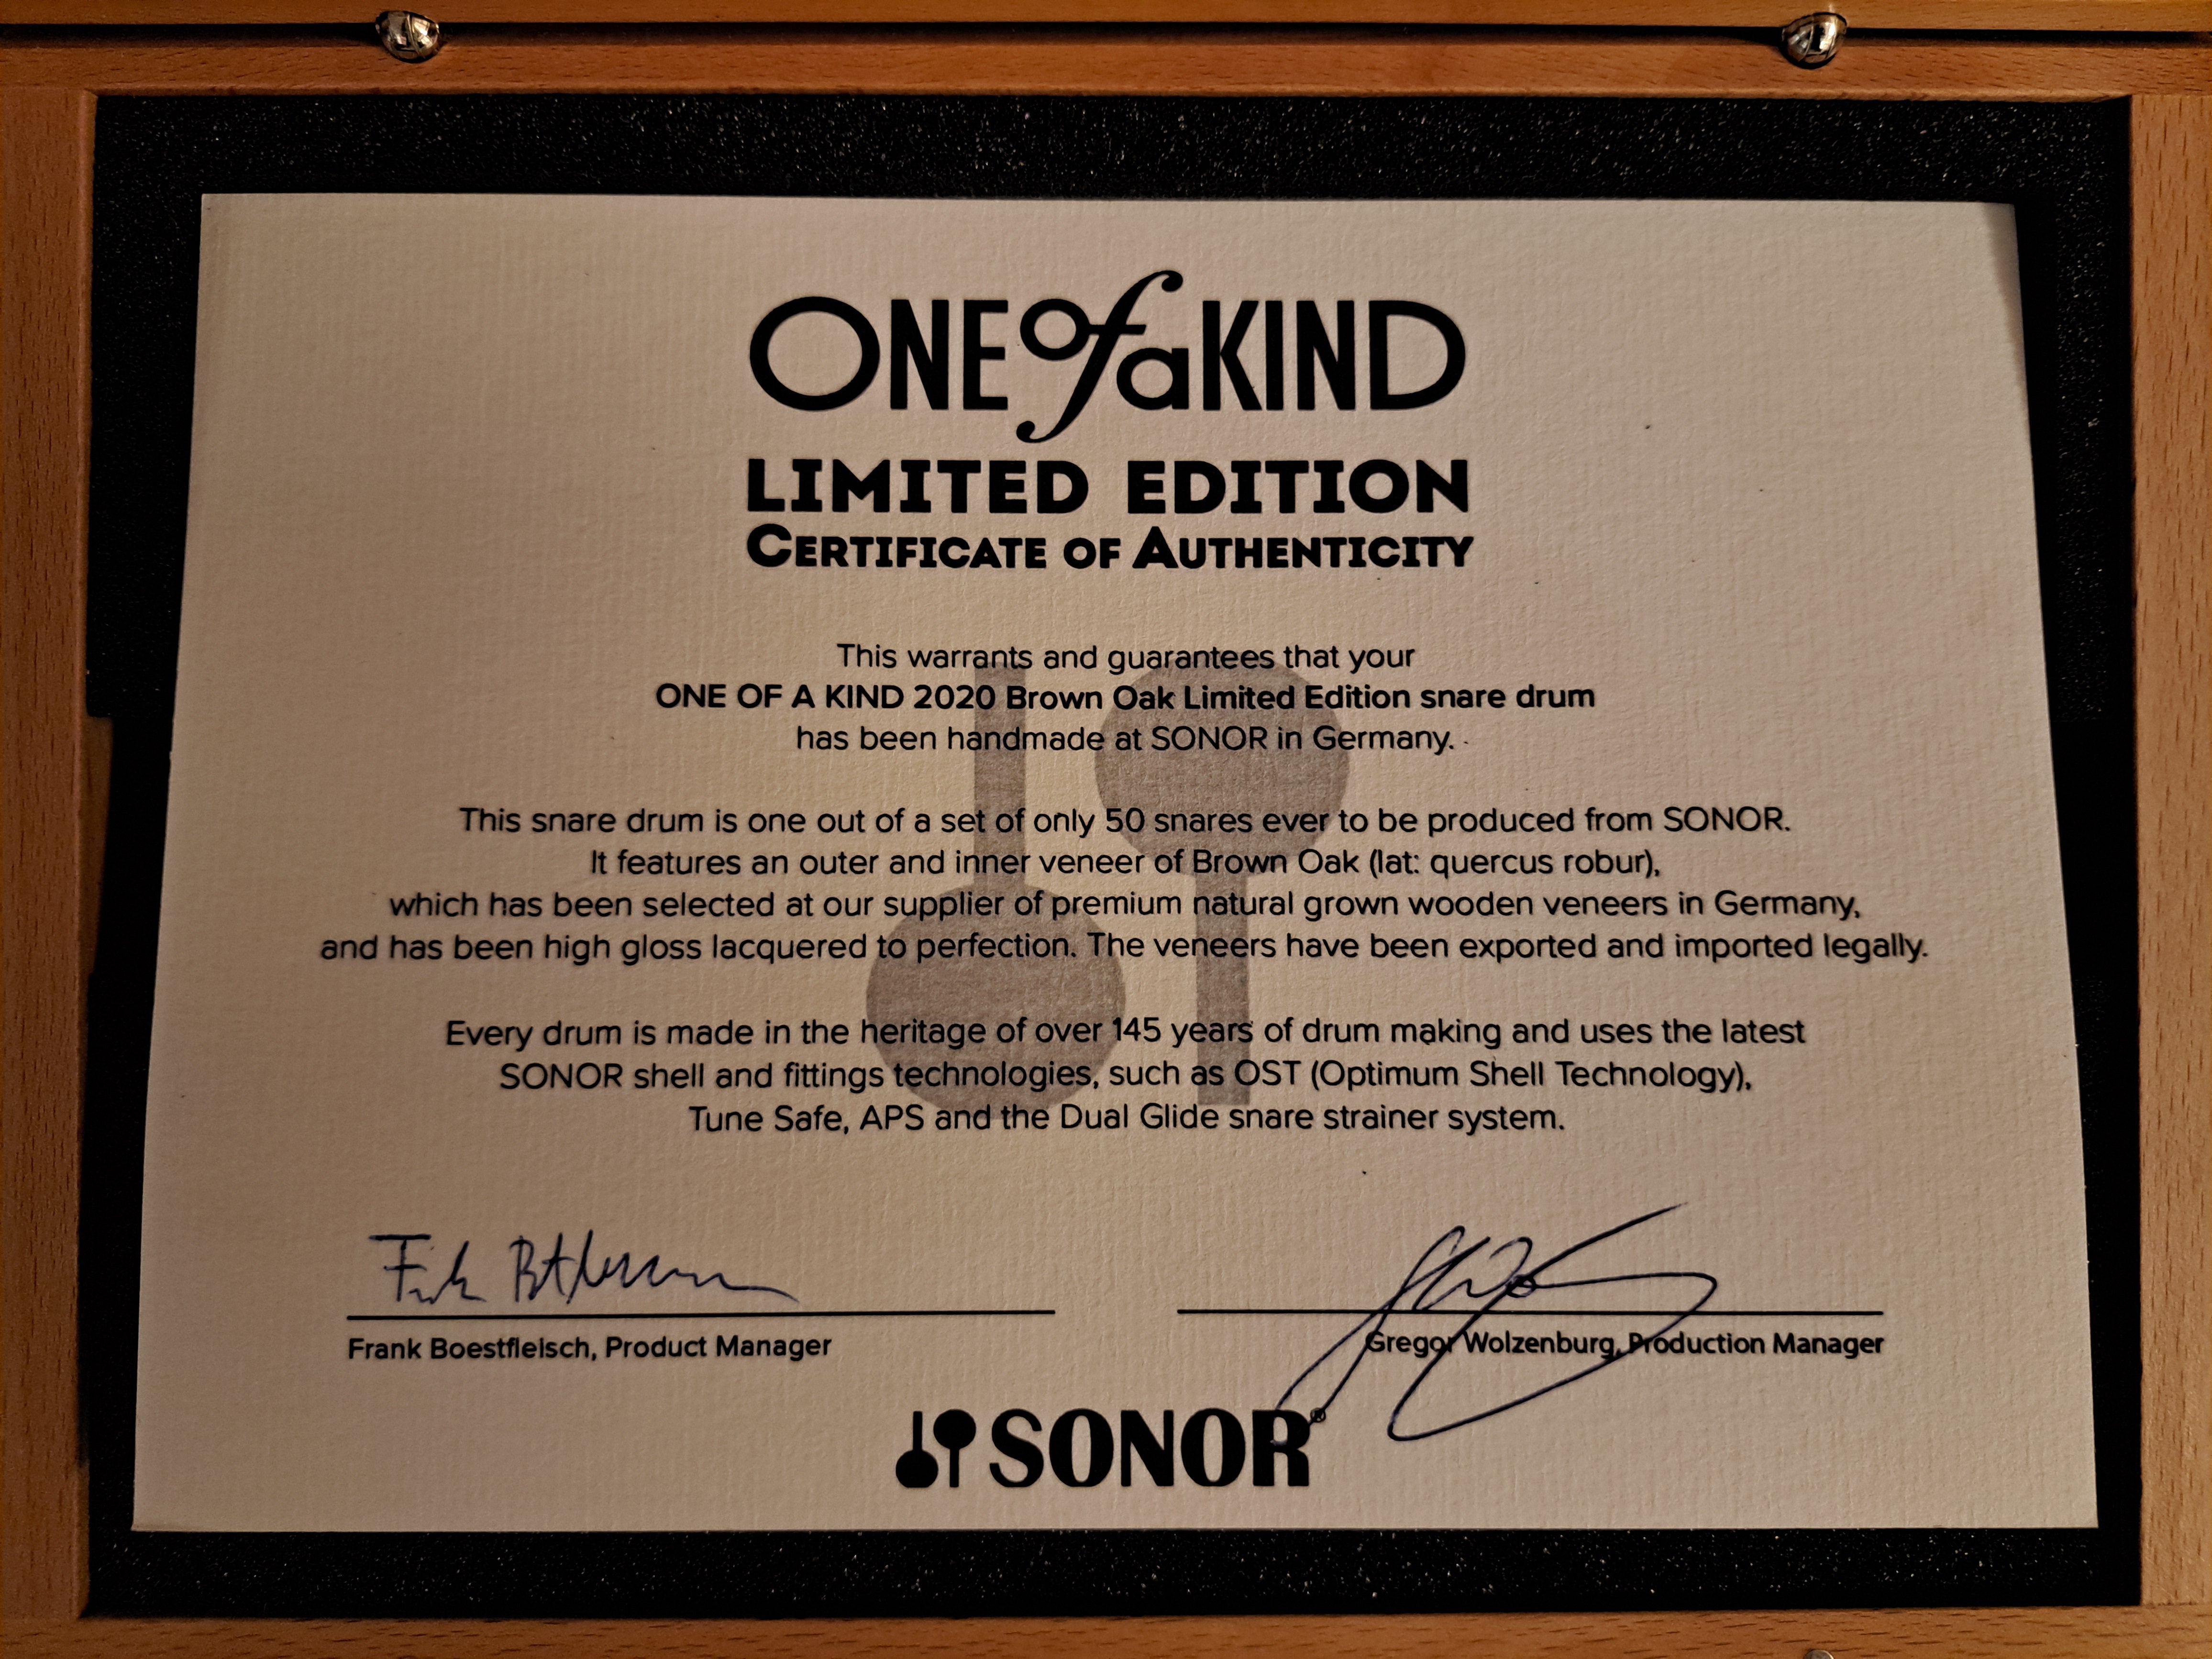 ONE of a KIND
LIMITED EDITION
CERTIFICATE OF AUTHENTICITY
This warrants and guarantees that your
ONE OF A KIND 2020 Brown Oak Limited Edition snare drum
has been handmade at SONOR in Germany.
This snare drum is one out of a set of only 50 snares ever to be produced from SONOR.
It features an outer and inner veneer of Brown Oak (lat: quercus robur),
which has been selected at our supplier of premium natural grown wooden veneers in Germany,
and has been high gloss lacquered to perfection. The veneers have been exported and imported legally.
Every drum is made in the heritage of over 145 years of drum making and uses the latest
SONOR shell and fittings technologies, such as OST (Optimum Shell Technology),
Tune Safe, APS and the Dual Glide snare strainer system.
Frank Boestfleisch, Product Manager
Gregor Wolzenburg, Production Manager
SONOR®